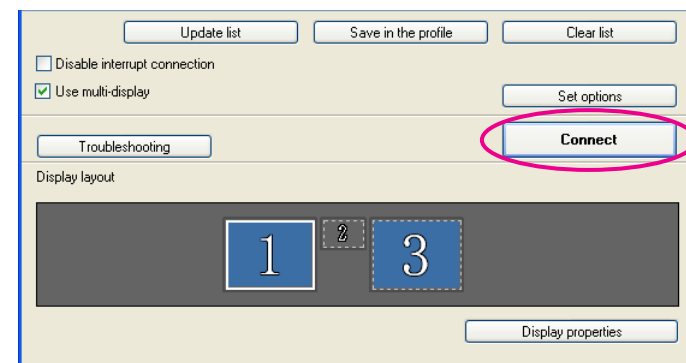 Update list Save in the profile Clear list
Disable interrupt connection
Use multi-display
Set options
Troubleshooting Connect
Display layout
1 2 3
Display properties